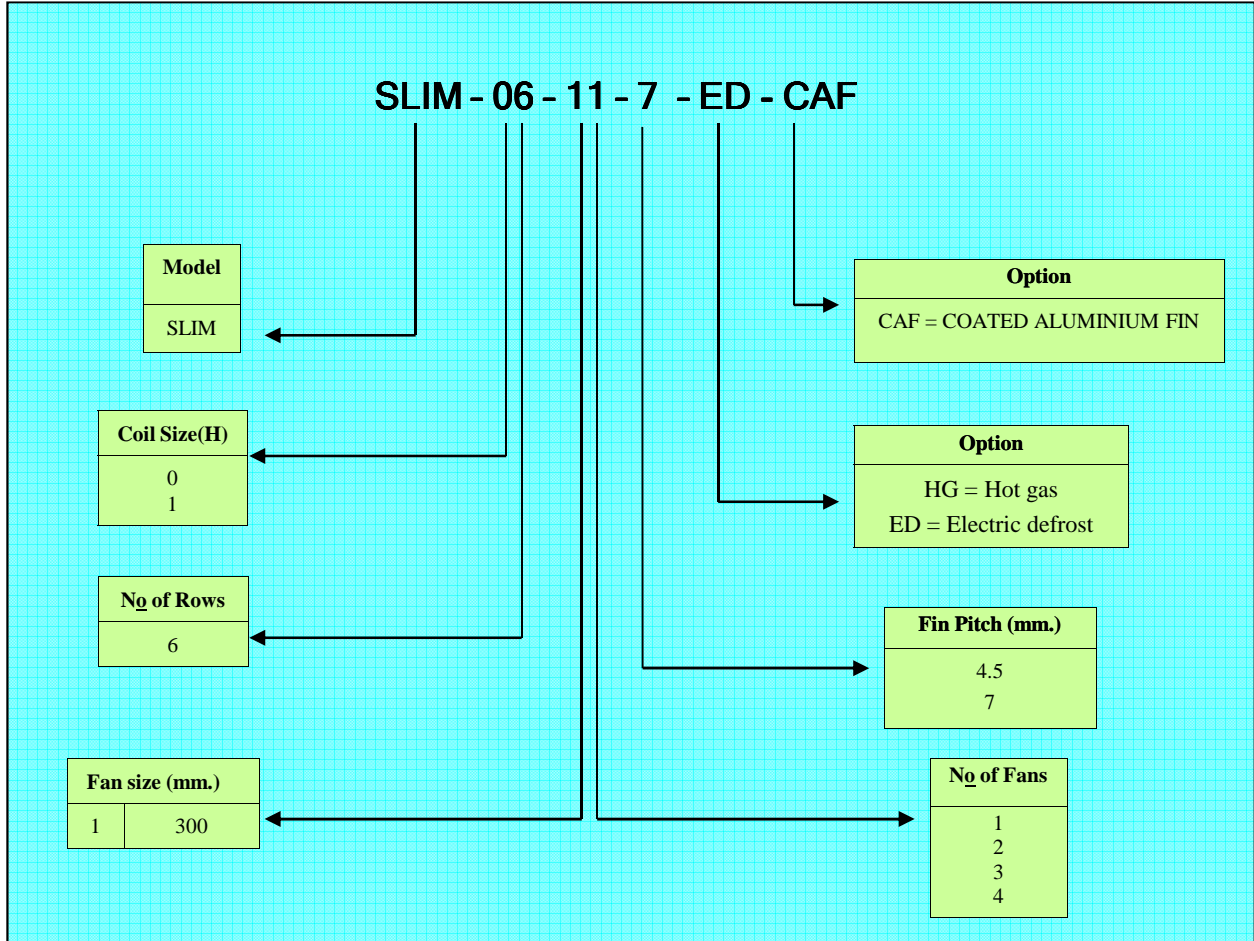 SLIM - 06 - 11 - 7 - ED - CAF
Model
SLIM
Option
CAF = COATED ALUMINIUM FIN
Coil Size(H)
0
1
Option
HG = Hot gas
ED = Electric defrost
No of Rows
6
Fin Pitch (mm.)
4.5
7
Fan size (mm.)
1 300
No of Fans
1
2
3
4